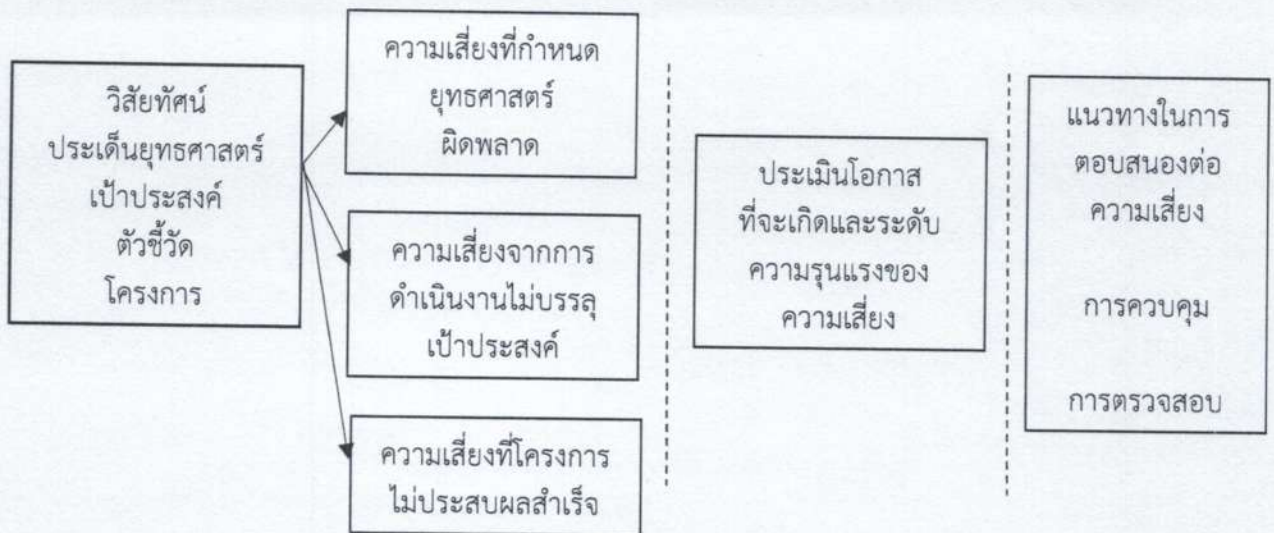 วิสัยทัศน์
ประเด็นยุทธศาสตร์
เป้าประสงค์
ตัวชี้วัด
โครงการ
ความเสี่ยงที่กำหนด
ยุทธศาสตร์
ผิดพลาด
ความเสี่ยงจากการ
ดำเนินงานไม่บรรลุ
เป้าประสงค์
ความเสี่ยงที่โครงการ
ไม่ประสบผลสำเร็จ
ประเมินโอกาส
ที่จะเกิดและระดับ
ความรุนแรงของ
ความเสี่ยง
แนวทางในการ
ตอบสนองต่อ
ความเสี่ยง
การควบคุม
การตรวจสอบ